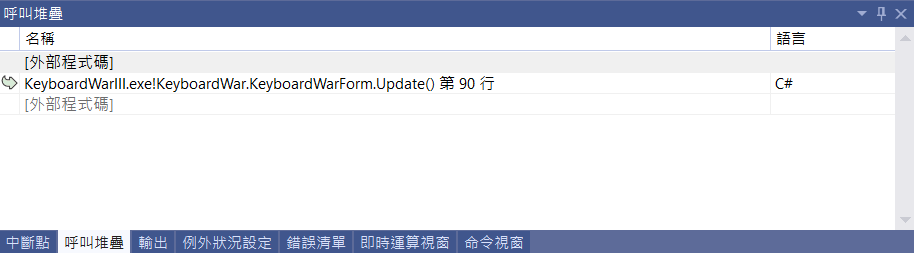 呼叫堆疊
名稱 語言
[外部程式碼]
KeyboardWarIII.exe!KeyboardWar.KeyboardWarForm.Update() 第 90 行 C#
[外部程式碼]
中斷點 呼叫堆疊 輸出 例外狀況設定 錯誤清單 即時運算視窗 命令視窗